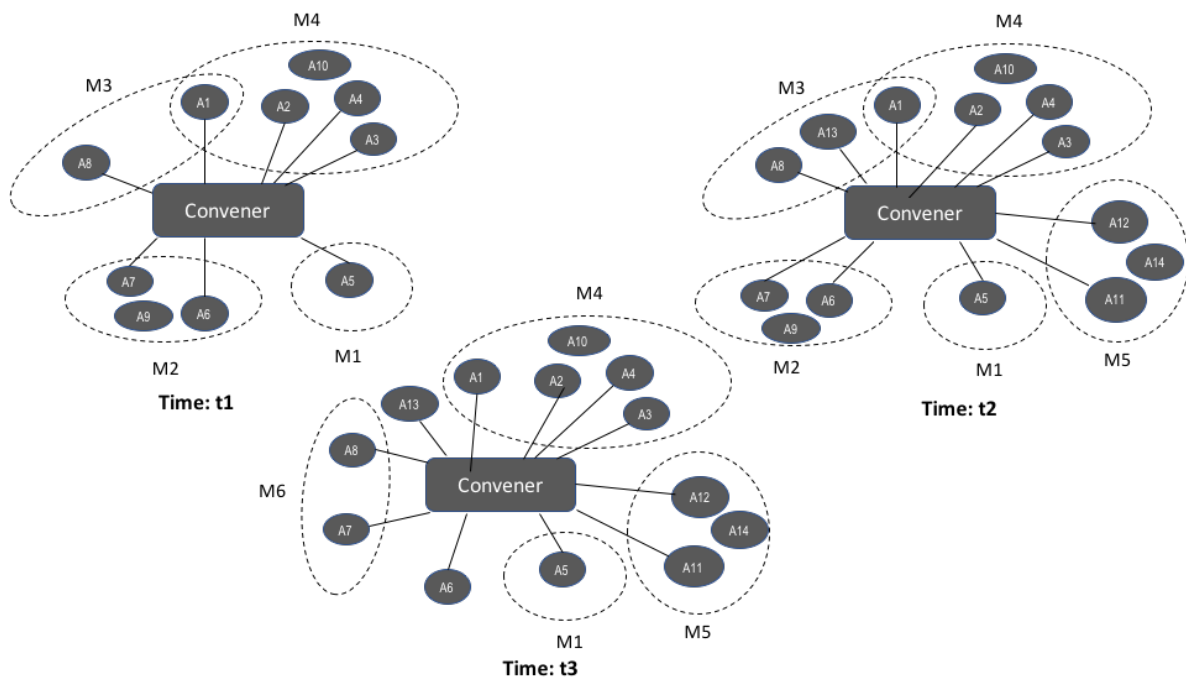 M4
A10
M3
A1
A2
A4
A3
A8
Convener
A7
A9
A6
A5
M2
M1
Time: t1
M4
A10
M3
A1
A2
A4
A13
A3
A8
Convener
A12
A14
A11
A7
A6
A9
A5
M2
M1
M5
Time: t2
M4
A10
A1
A2
A4
A13
A3
A8
Convener
M6
A12
A14
A7
A11
A6
A5
M1
M5
Time: t3